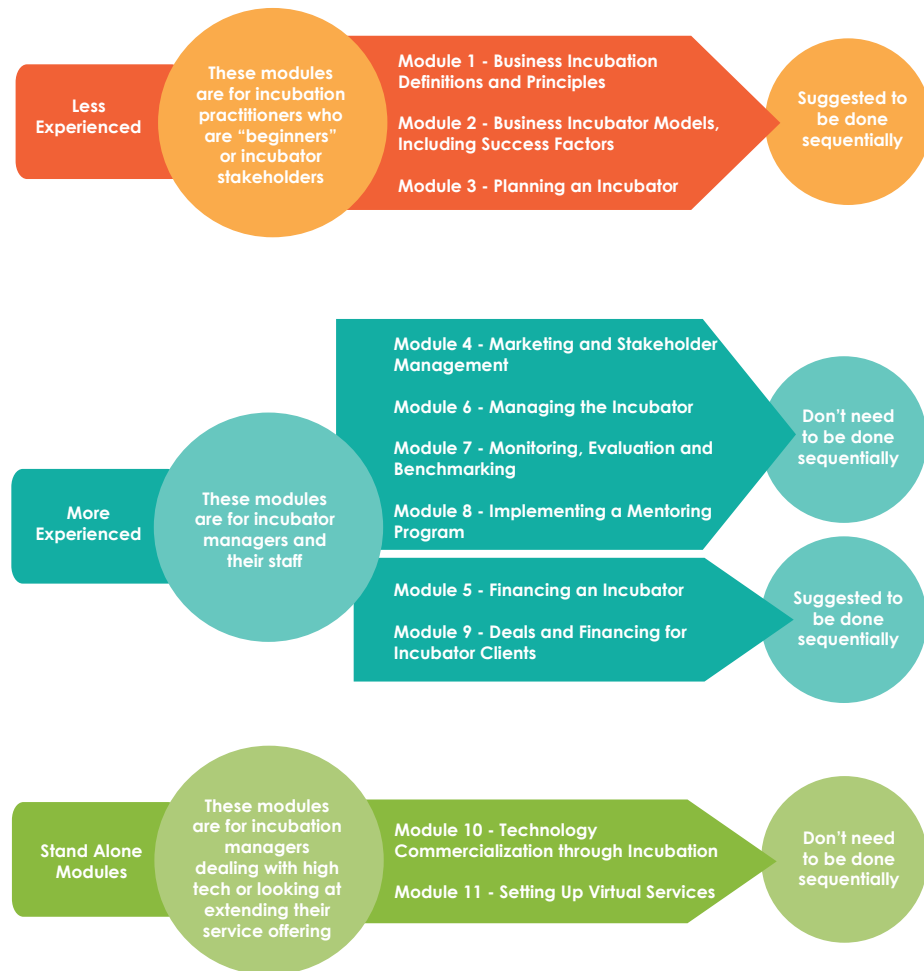 Less
Experienced
These modules
are for incubation
practitioners who
are “beginners”
or incubator
stakeholders
Module 1 - Business Incubation
Definitions and Principles
Module 2 - Business Incubator Models,
Including Success Factors
Module 3 - Planning an Incubator
Suggested to
be done
sequentially
More
Experienced
These modules
are for incubator
managers and
their staff
Module 4 - Marketing and Stakeholder
Management
Module 6 - Managing the Incubator
Module 7 - Monitoring, Evaluation and
Benchmarking
Module 8 - Implementing a Mentoring
Program
Don’t need
to be done
sequentially
Module 5 - Financing an Incubator
Module 9 - Deals and Financing for
Incubator Clients
Suggested to
be done
sequentially
Stand Alone
Modules
These modules
are for incubation
managers
dealing with high
tech or looking at
extending their
service offering
Module 10 - Technology
Commercialization through Incubation
Module 11 - Setting Up Virtual Services
Don’t need
to be done
sequentially